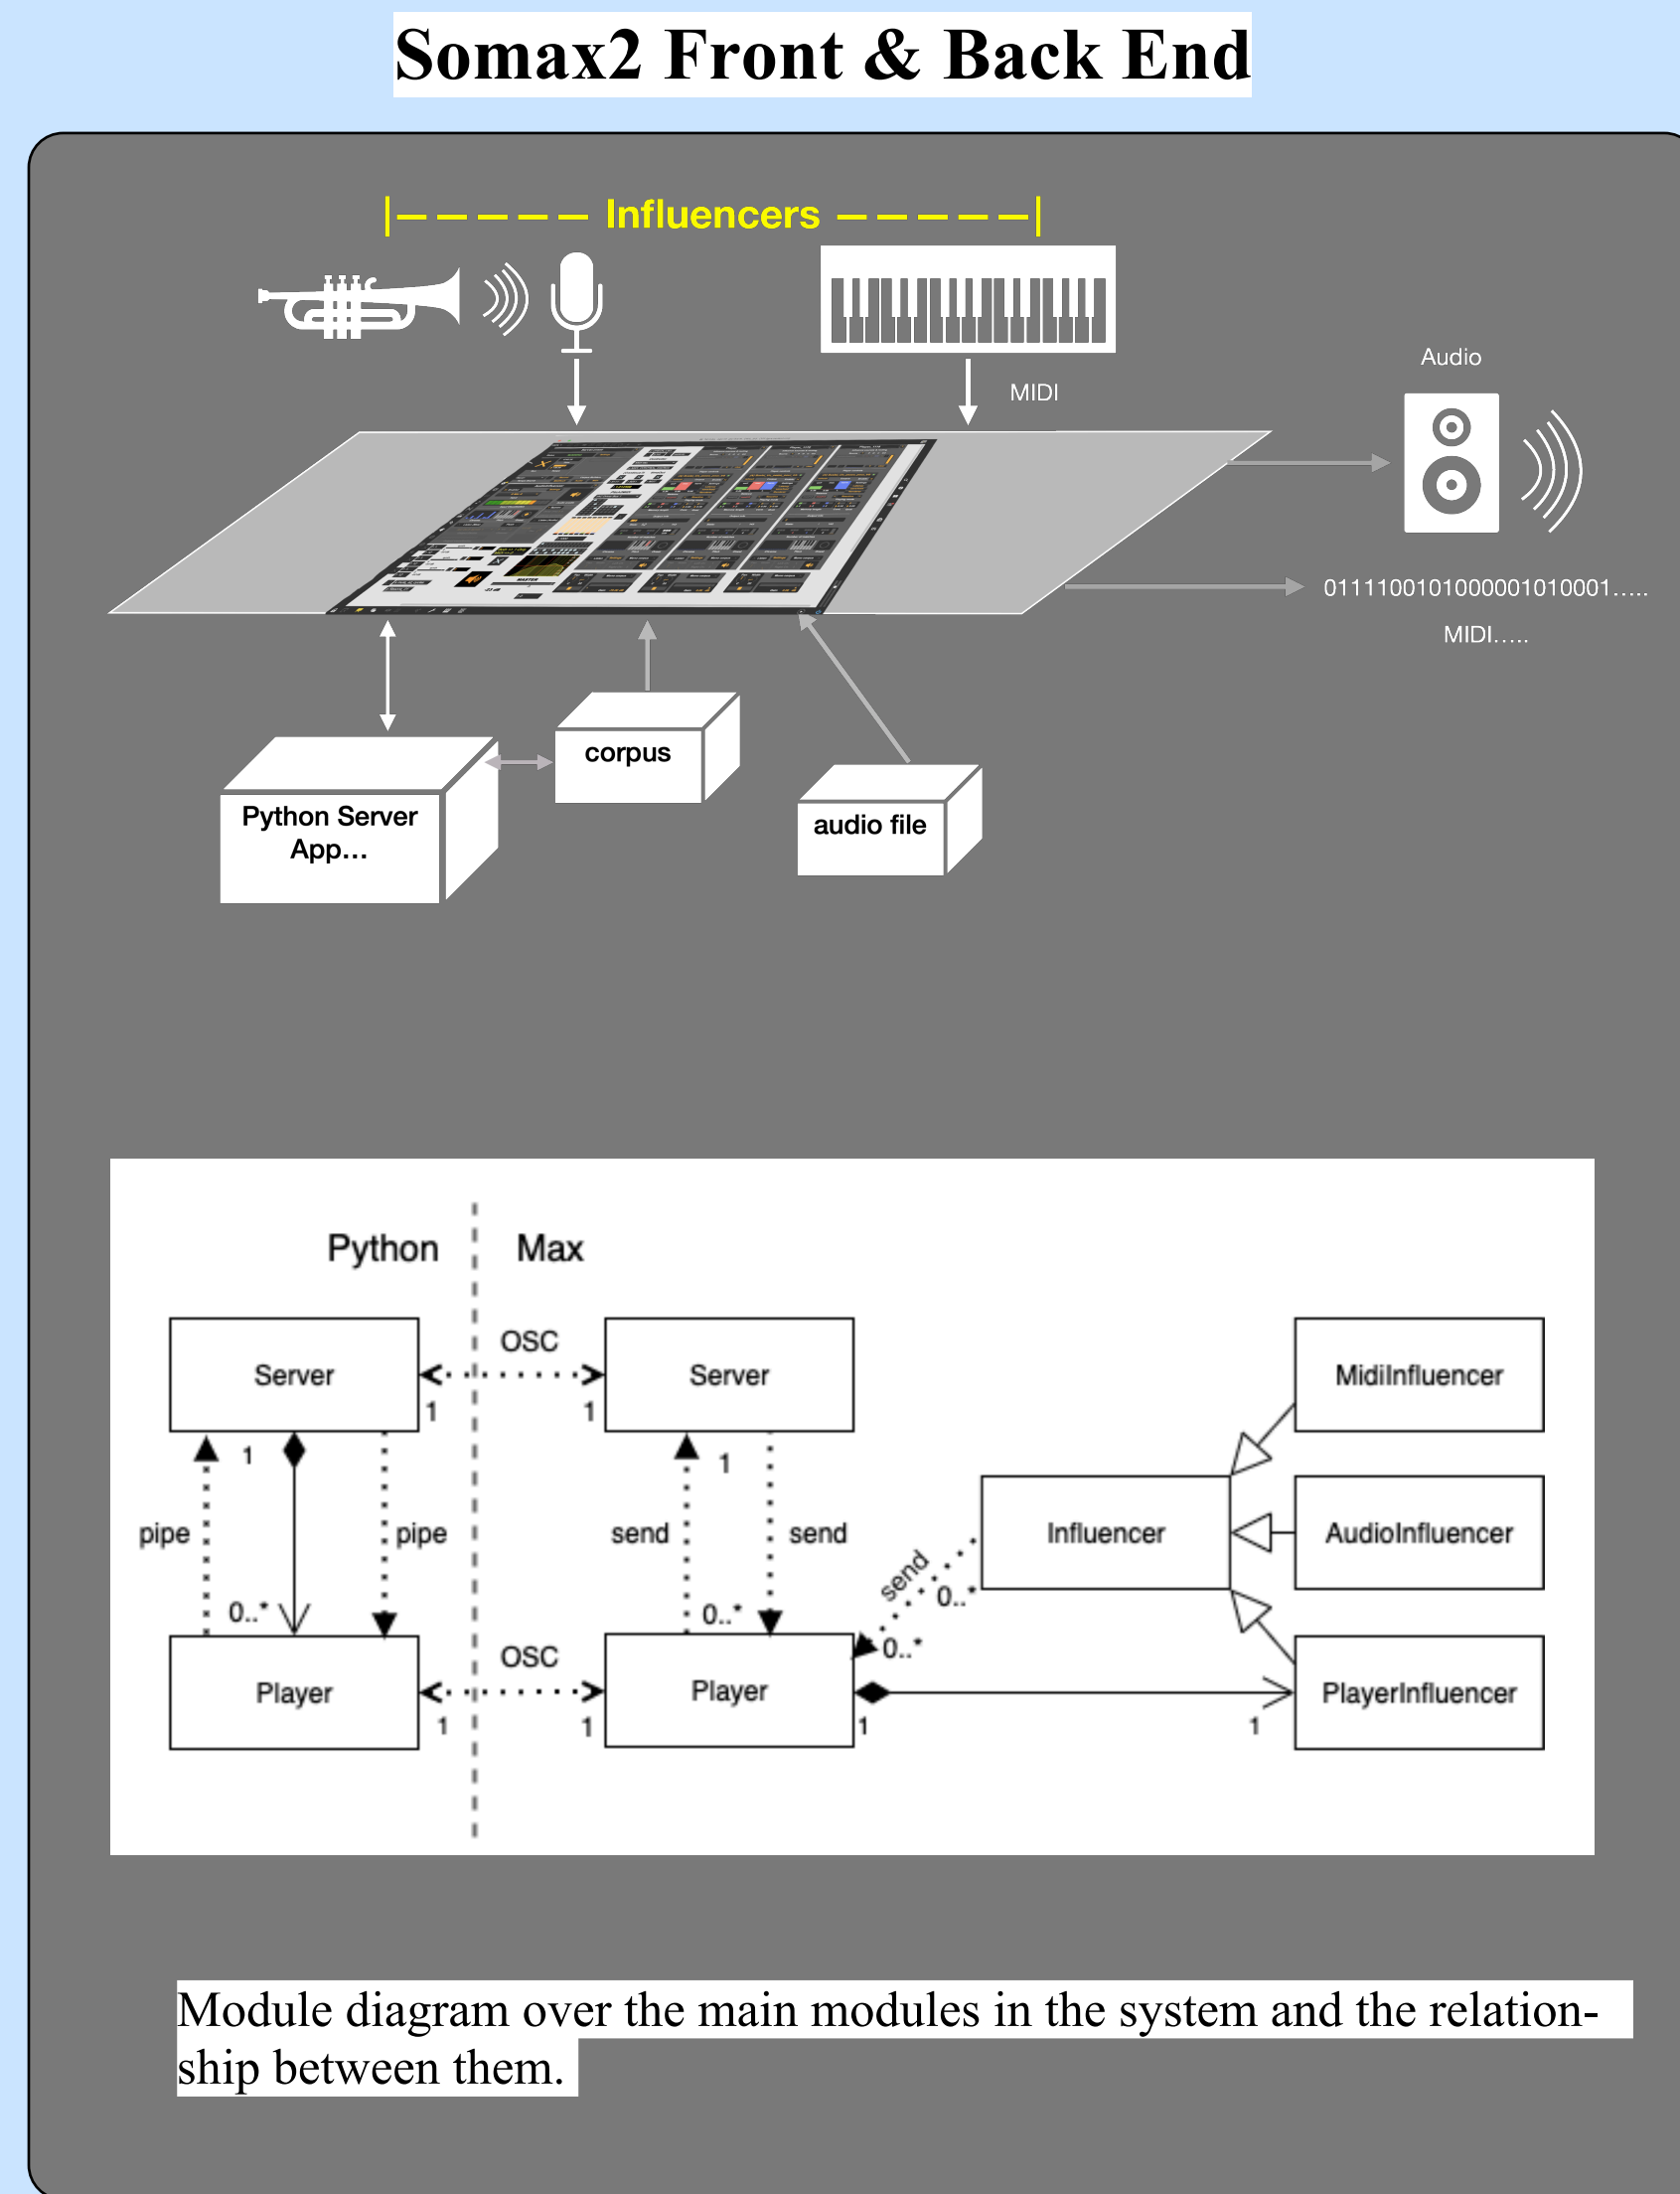 Somax2 Front & Back End
Influencers
MIDI
Audio
0111100101000001010001.....
MIDI.....
corpus
Python Server
App...
audio file
Python
Max
Server
OSC
Server
MidiInfluencer
1
1
1
1
pipe
pipe
send
send
send
Influencer
AudioInfluencer
0..*
0..*
0..*
0..*
Player
OSC
Player
PlayerInfluencer
1
1
1
1
Module diagram over the main modules in the system and the relation-
ship between them.